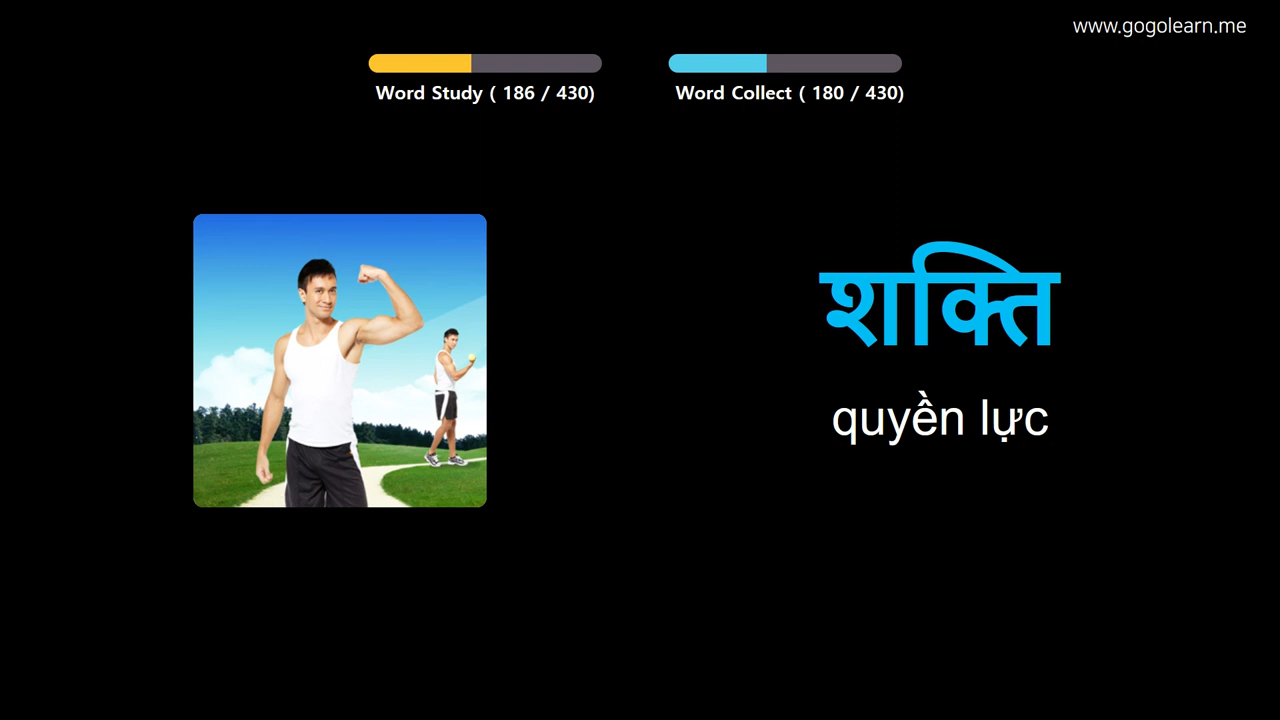 www.gogolearn.me
Word Study ( 186 / 430)
Word Collect ( 180 / 430)
शक्ति
quyền lực